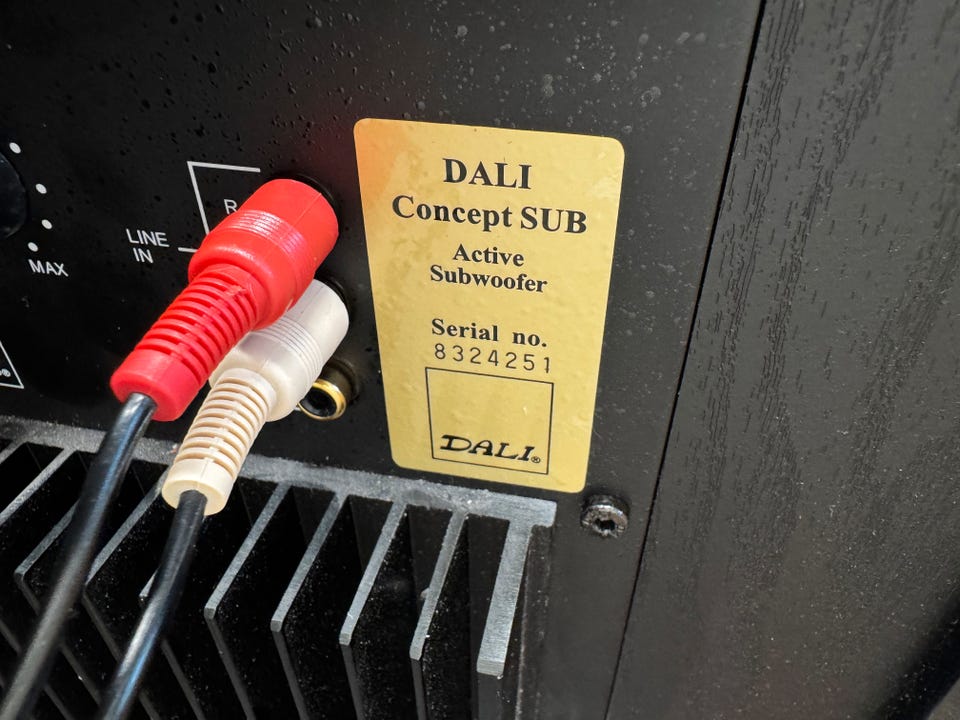 R
LINE
IN
MAX
DALI
Concept SUB
Active
Subwoofer
Serial no.
8324251
DALI®